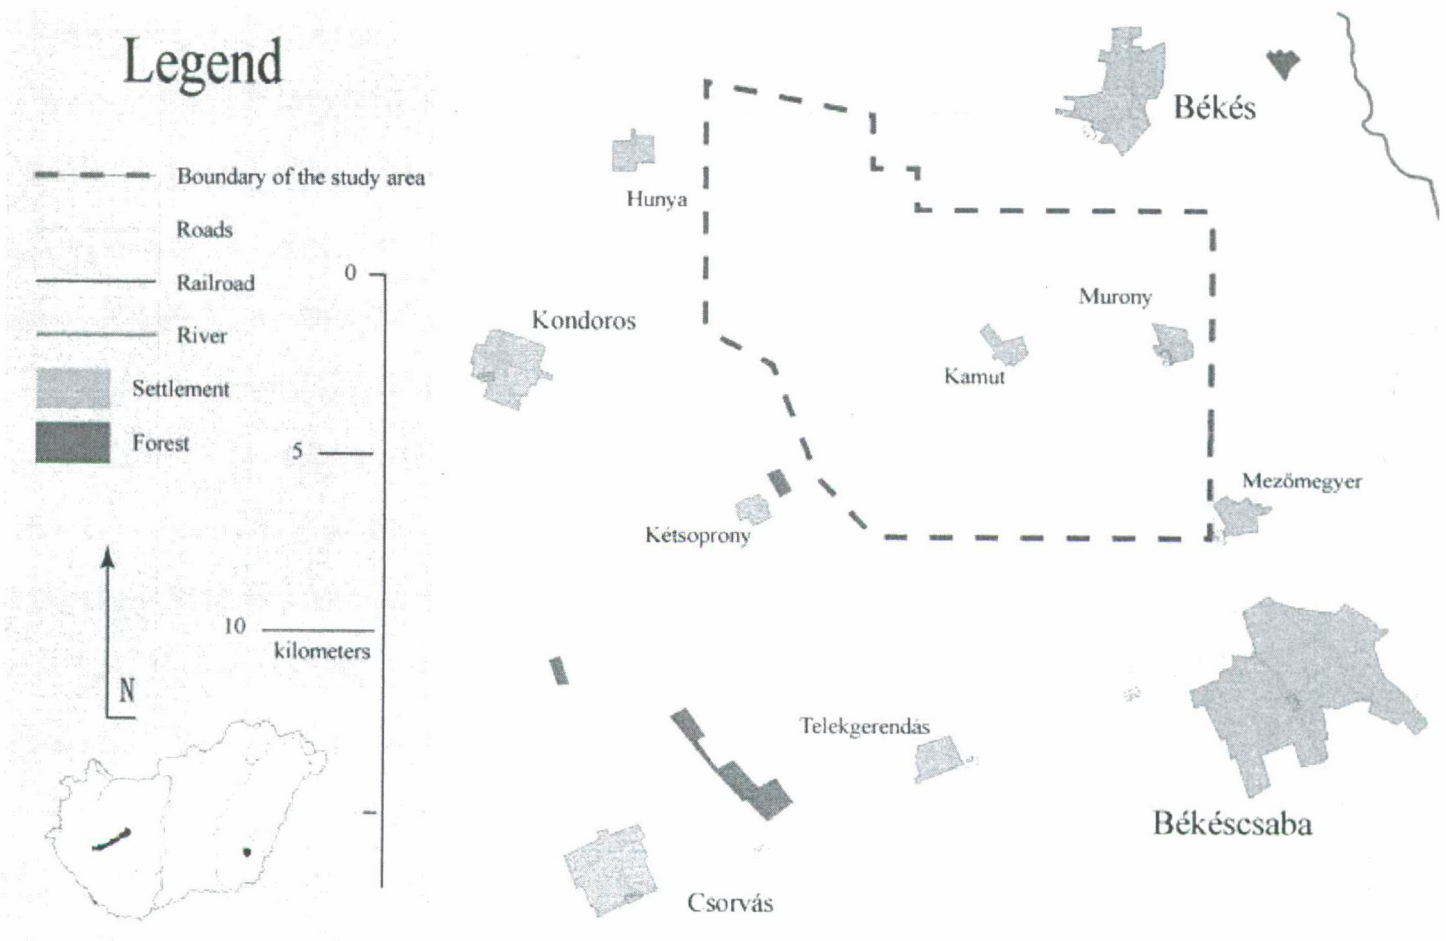 Legend
Boundary of the study area
Roads
Railroad
River
Settlement
Forest
0
5
10
kilometers
N
Békés
Hunya
Murony
Kondoros
Kamut
Mezőmegyer
Kétsoprony
Telekgerendás
Békéscsaba
Csorvás